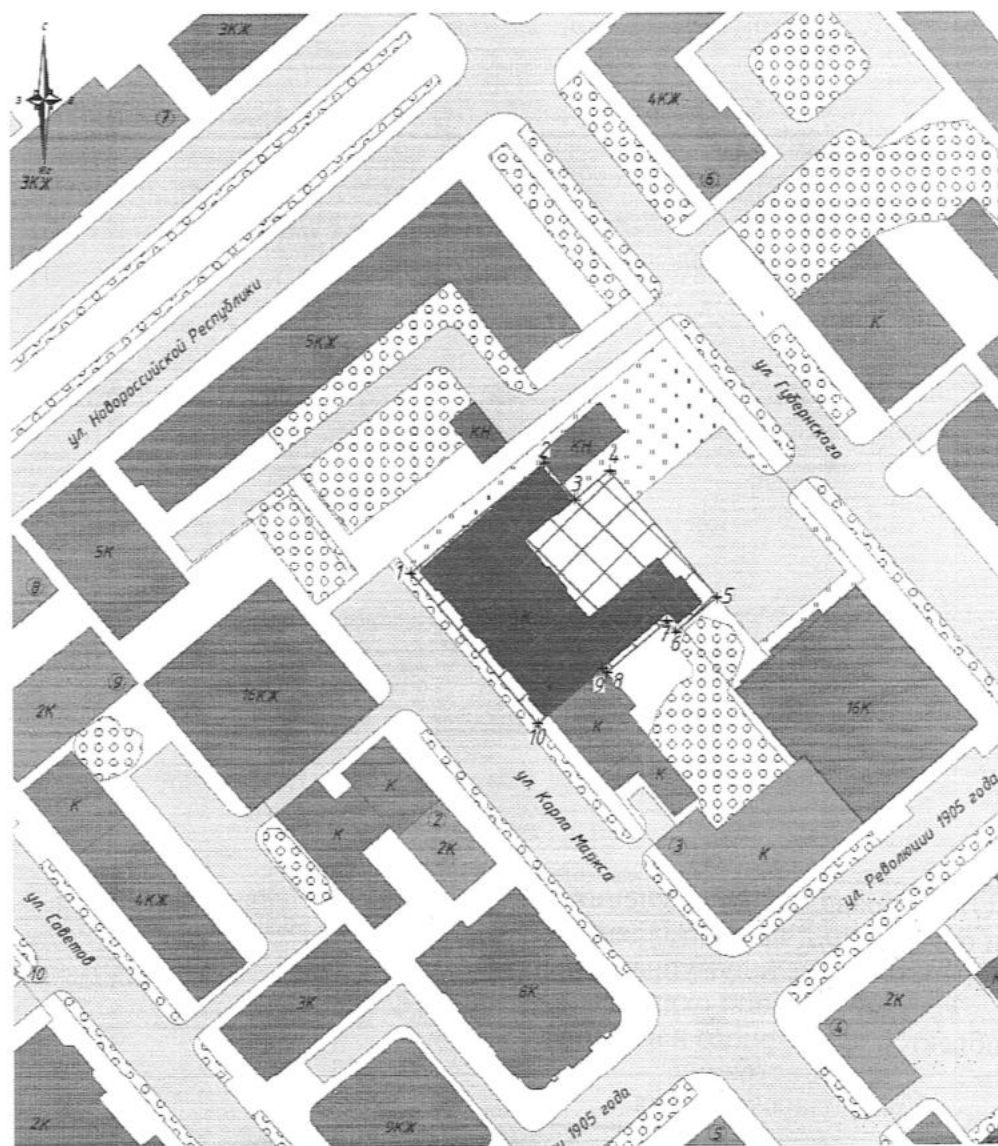 С
3КЖ
З
В
Ю
7
4КЖ
3КЖ
6
ул. Новороссийской Республики
5КЖ
К
ул. Губернского
КН
КН
2
4
3
5К
1
8
5
7
6
9
16КЖ
9
8
2К
10
К
16К
К
К
ул. Карла Маркса
К
К
2
2К
3
К
ул. Революции 1905 года
4КЖ
ул. Советов
10
3К
6К
2К
4
2К
9КЖ
1905 года
5